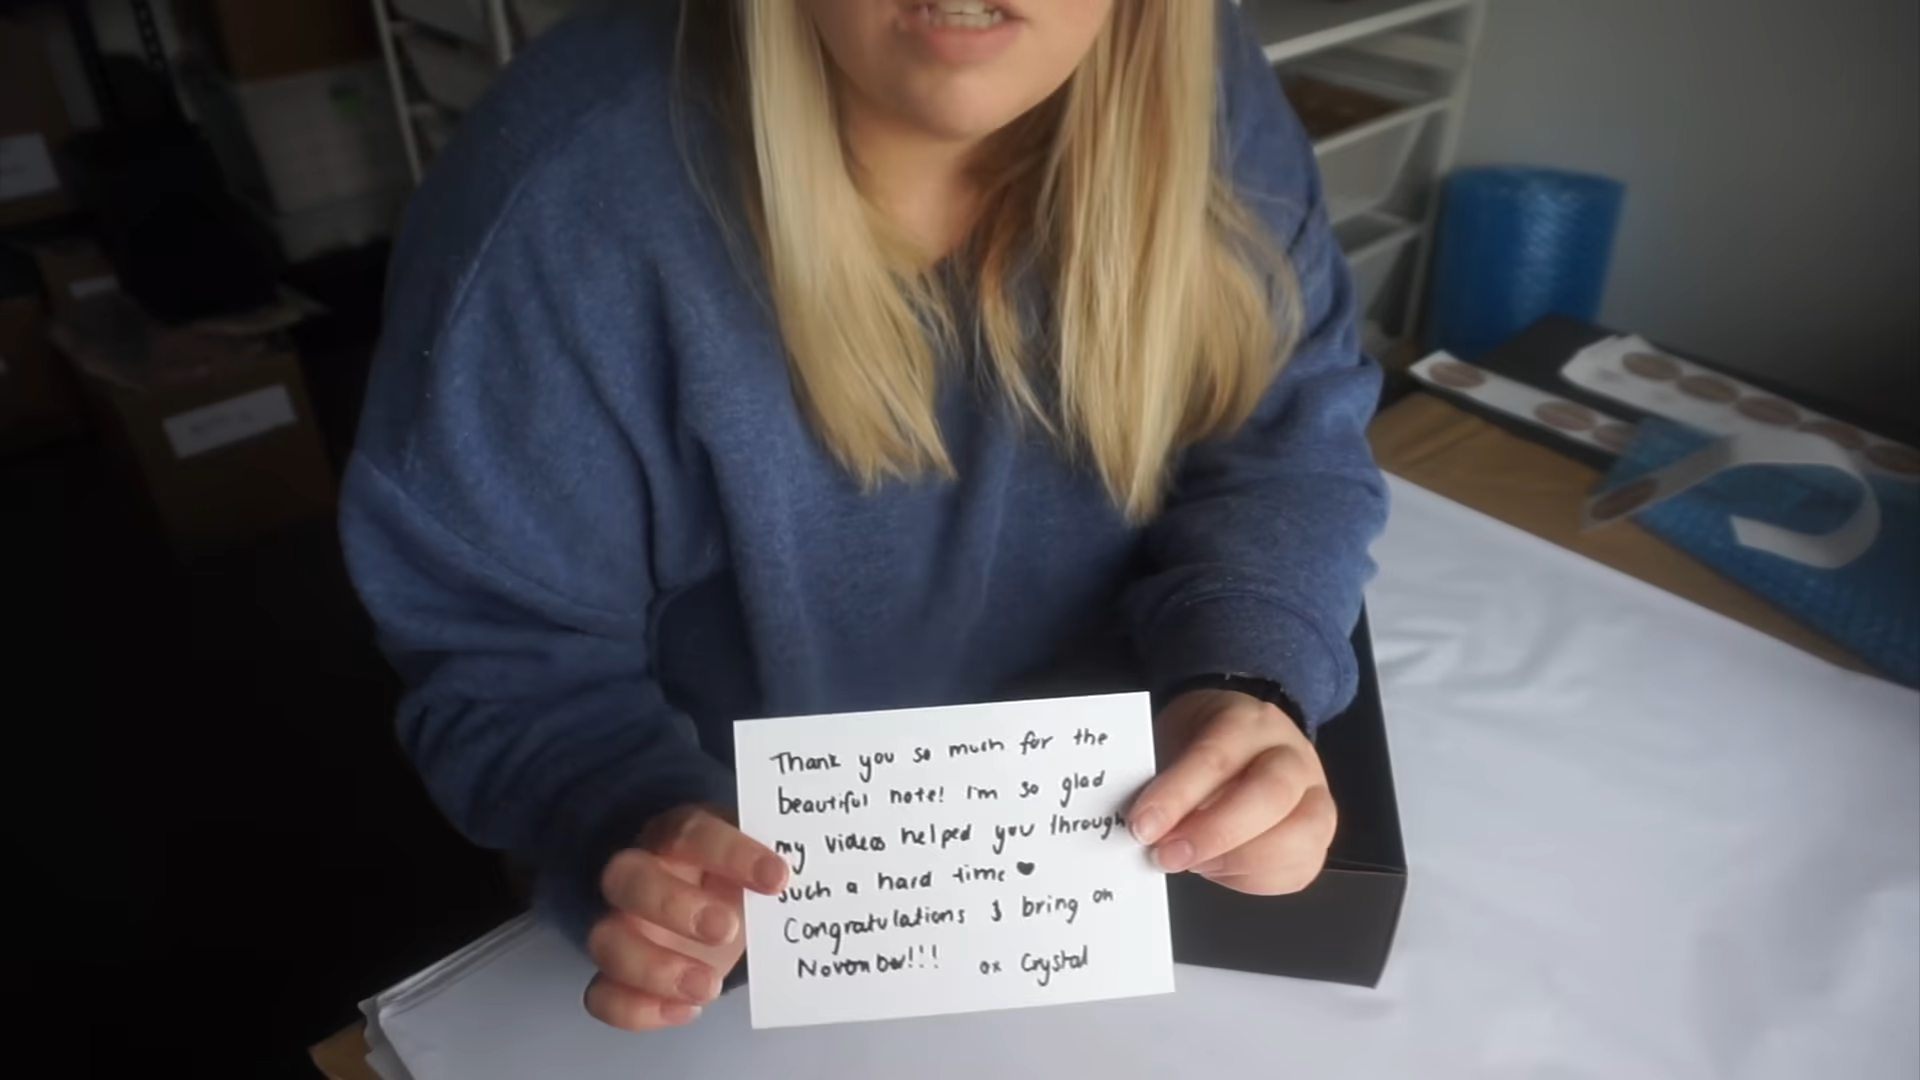 Thank you so much for the
beautiful note! I'm so glad
my videos helped you through
such a hard time ♥
Congratulations & bring on
November!!! ox Crystal